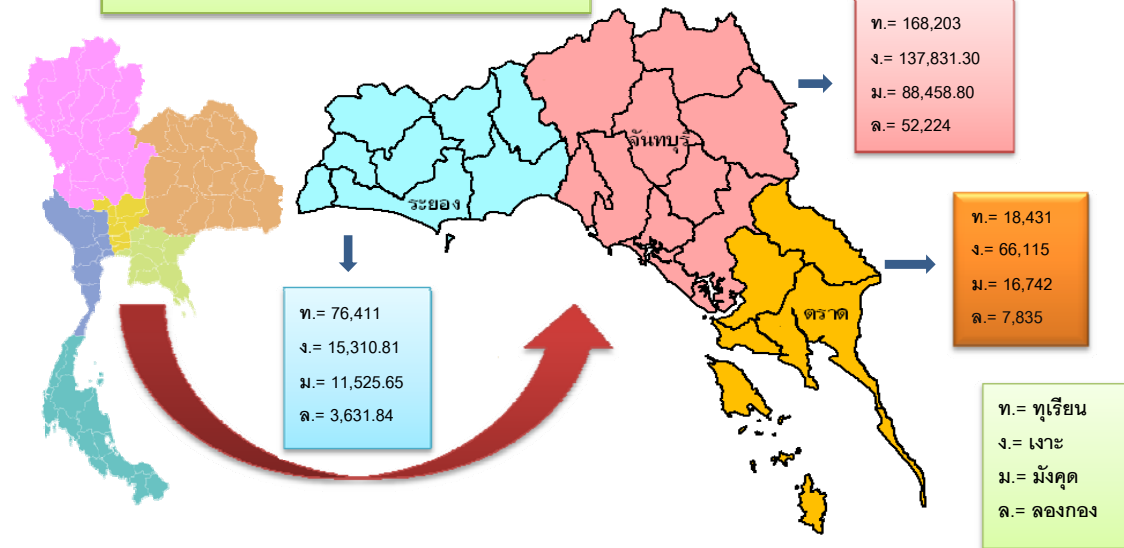 ท.= 168,203
ง.= 137,831.30
ม.= 88,458.80
ล.= 52,224
จันทบุรี
ระยอง
ท.= 18,431
ง.= 66,115
ม.= 16,742
ล.= 7,835
ตราด
ท.= 76,411
ง.= 15,310.81
ม.= 11,525.65
ล.= 3,631.84
ท.= ทุเรียน
ง.= เงาะ
ม.= มังคุด
ล.= ลองกอง